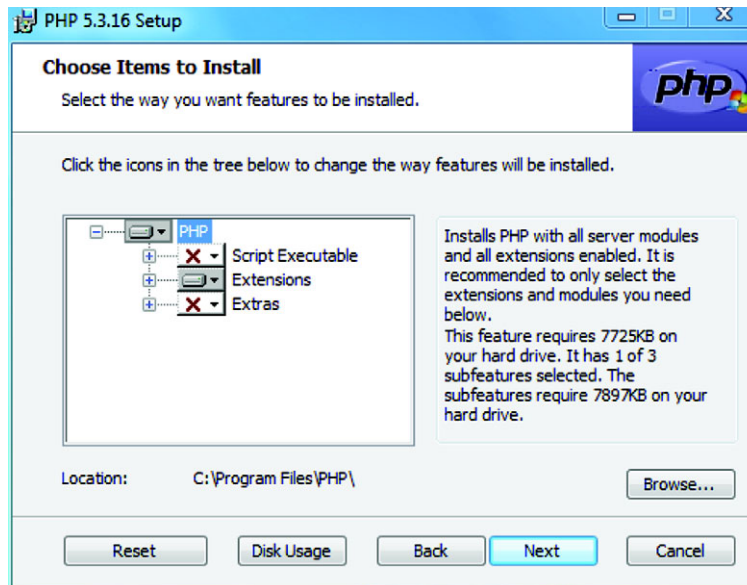 PHP 5.3.16 Setup
Choose Items to Install
Select the way you want features to be installed.
php
Click the icons in the tree below to change the way features will be installed.
PHP
Script Executable
Extensions
Extras
Installs PHP with all server modules
and all extensions enabled. It is
recommended to only select the
extensions and modules you need
below.
This feature requires 7725KB on
your hard drive. It has 1 of 3
subfeatures selected. The
subfeatures require 7897KB on your
hard drive.
Location: C:\Program Files\PHP\
Browse...
Reset Disk Usage Back Next Cancel